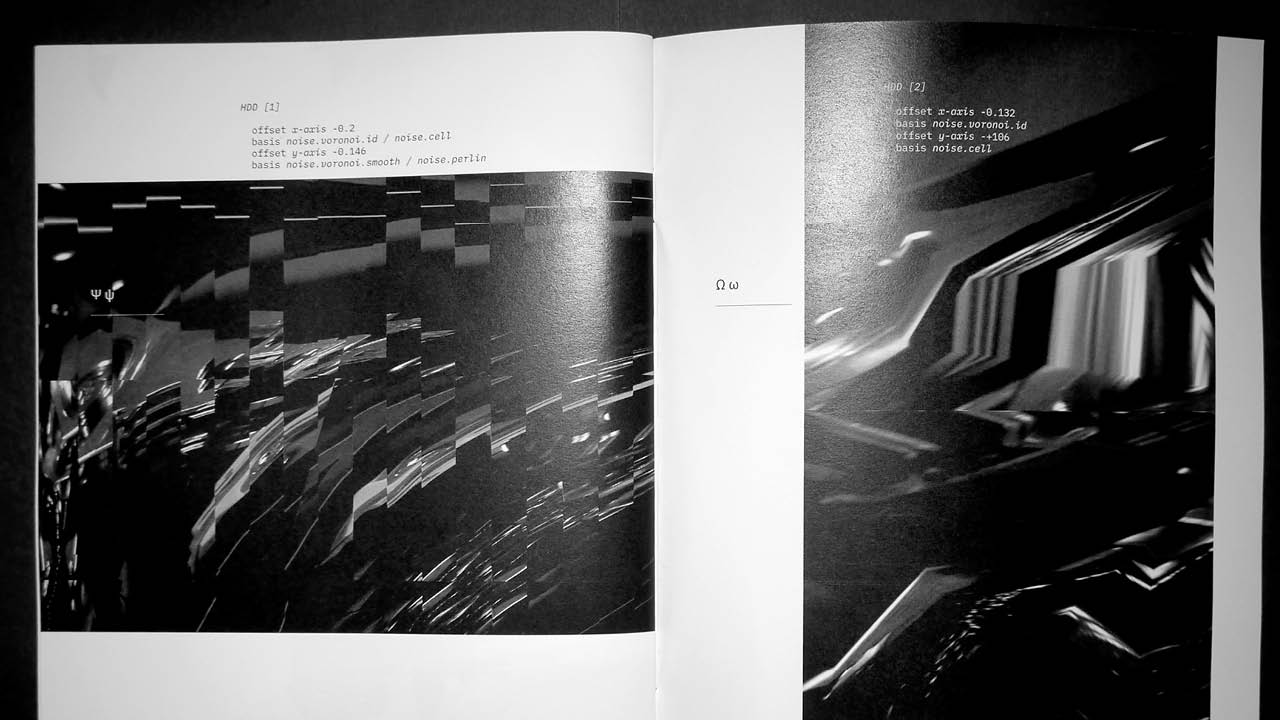 HDD [1]
offset x-axis -0.2
basis noise.voronoi.id / noise.cell
offset y-axis -0.146
basis noise.voronoi.smooth / noise.perlin
Ψ ψ
Ω ω
HDD [2]
offset x-axis -0.132
basis noise.voronoi.id
offset y-axis -+106
basis noise.cell